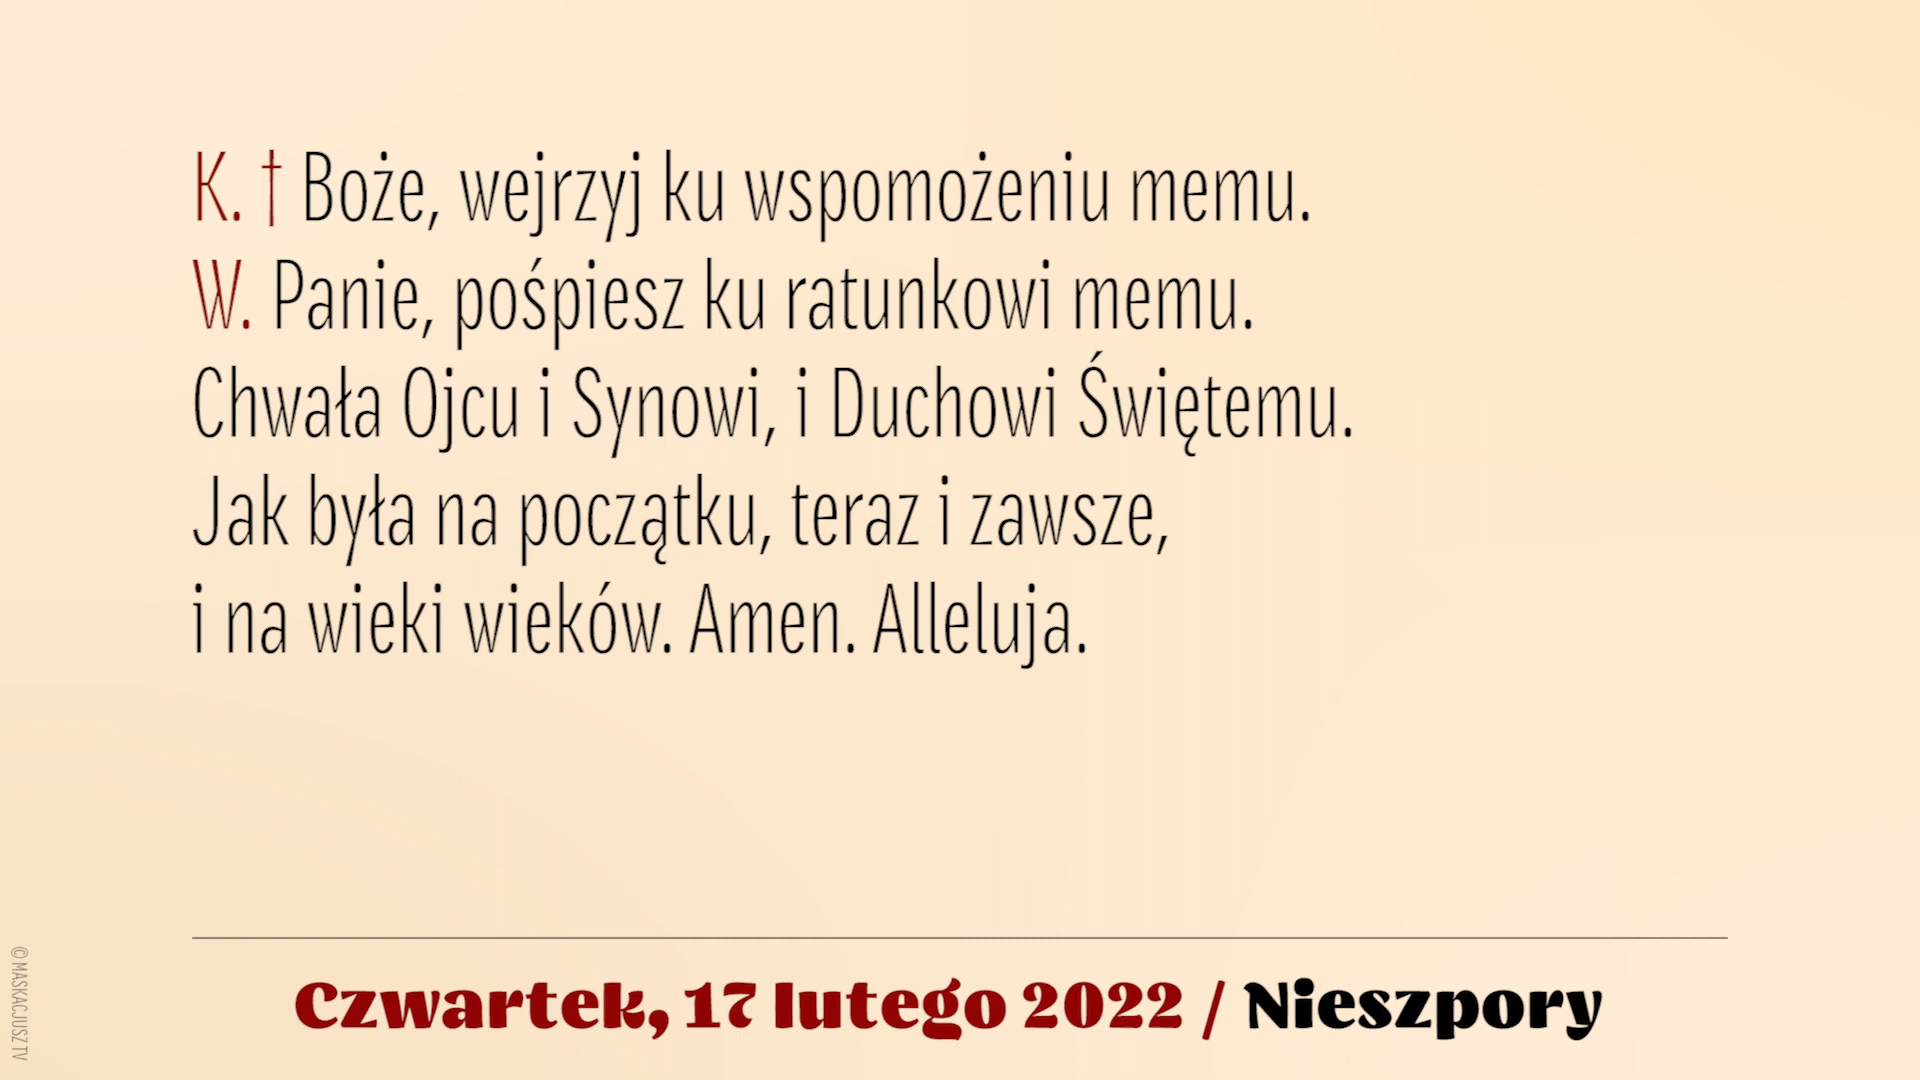 K. † Boże, wejrzyj ku wspomożeniu memu.
W. Panie, pośpiesz ku ratunkowi memu.
Chwała Ojcu i Synowi, i Duchowi Świętemu.
Jak była na początku, teraz i zawsze,
i na wieki wieków. Amen. Alleluja.
Czwartek, 17 lutego 2022 / Nieszpory
© MASKACJUSZ TV